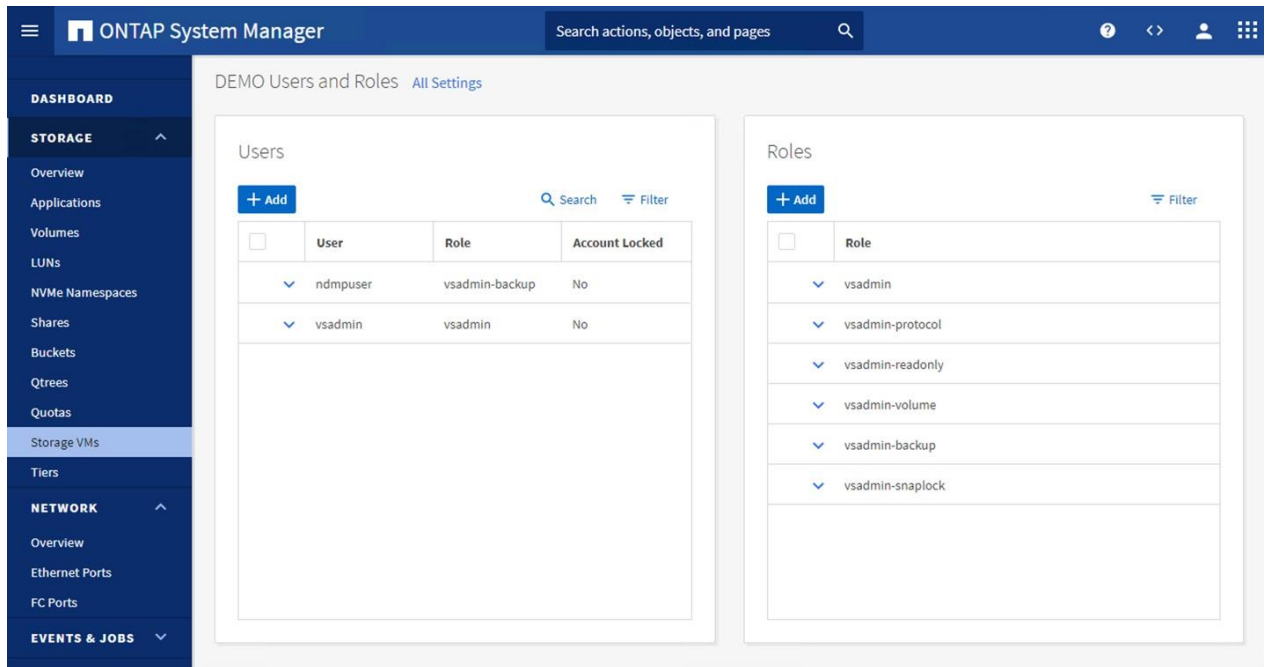 ONTAP System Manager
Search actions, objects, and pages
DASHBOARD
STORAGE
Overview
Applications
Volumes
LUNs
NVMe Namespaces
Shares
Buckets
Qtrees
Quotas
Storage VMs
Tiers
NETWORK
Overview
Ethernet Ports
FC Ports
EVENTS & JOBS
DEMO Users and Roles All Settings
Users
+ Add Search Filter
User Role Account Locked
ndmpuser vsadmin-backup No
vsadmin vsadmin No
Roles
+ Add Filter
Role
vsadmin
vsadmin-protocol
vsadmin-readonly
vsadmin-volume
vsadmin-backup
vsadmin-snaplock